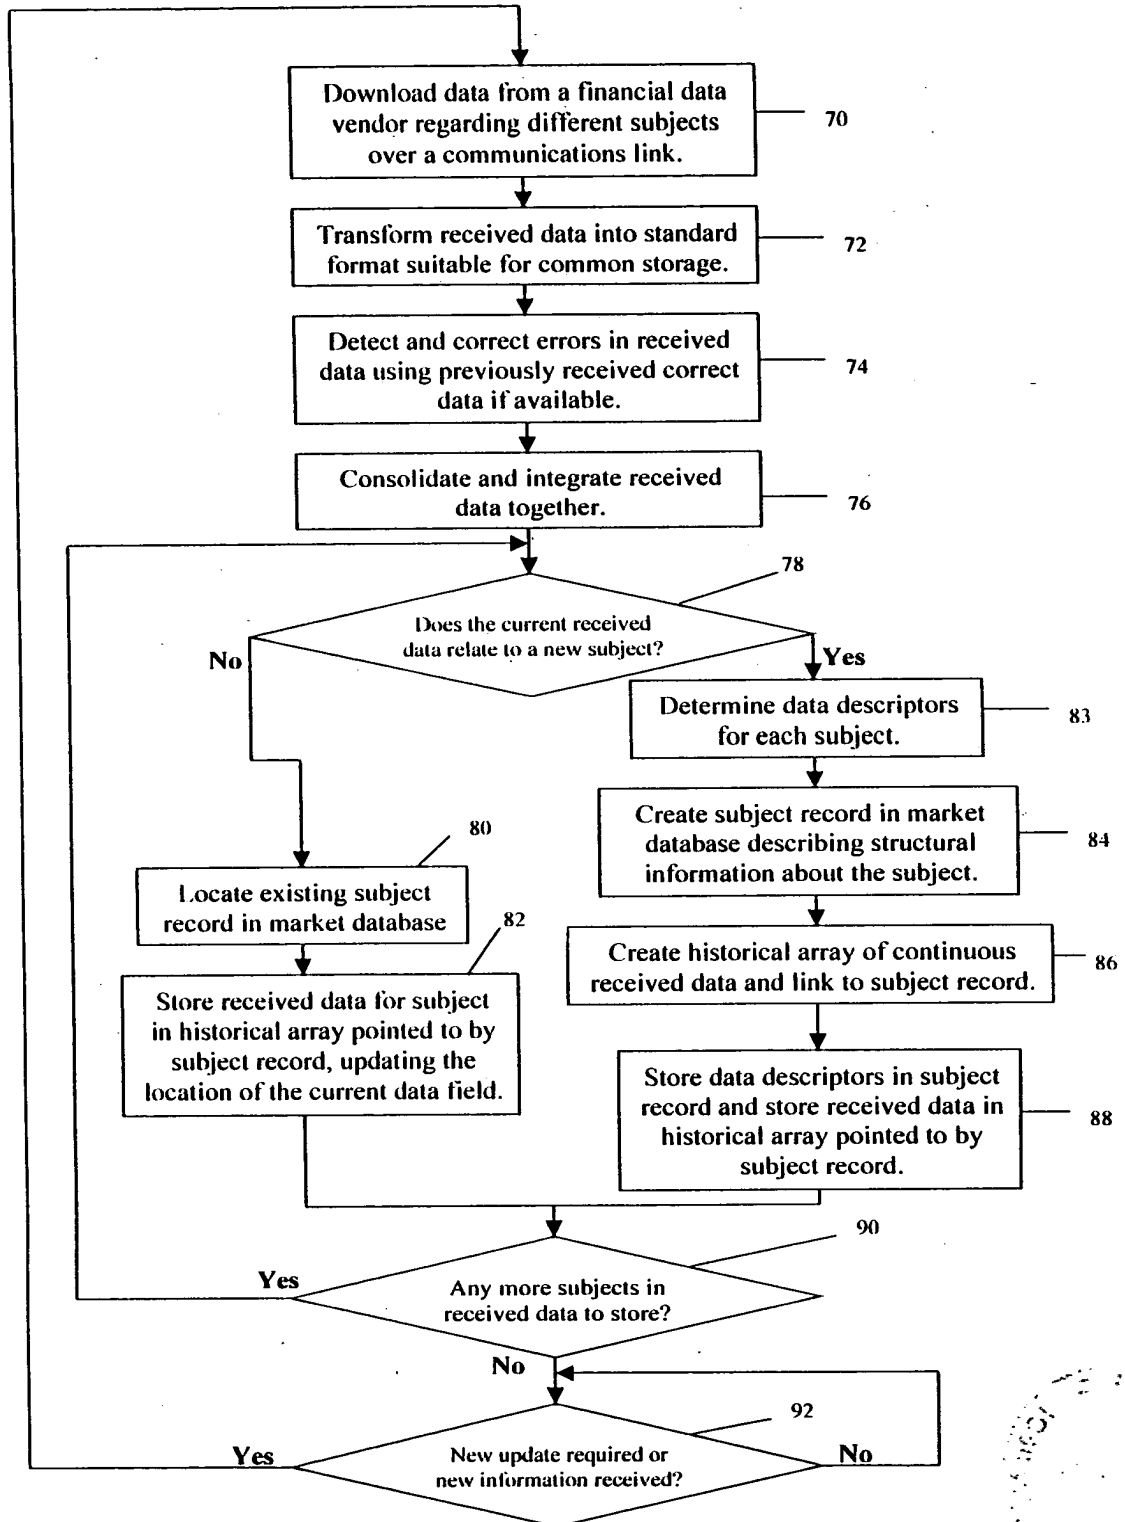 Download data from a financial data
vendor regarding different subjects
over a communications link.
70
Transform received data into standard
format suitable for common storage.
72
Detect and correct errors in received
data using previously received correct
data if available.
74
Consolidate and integrate received
data together.
76
78
Does the current received
data relate to a new subject?
No
Yes
Determine data descriptors
for each subject.
83
Create subject record in market
database describing structural
information about the subject.
84
80
Locate existing subject
record in market database
82
Create historical array of continuous
received data and link to subject record.
86
Store received data for subject
in historical array pointed to by
subject record, updating the
location of the current data field.
Store data descriptors in subject
record and store received data in
historical array pointed to by
subject record.
88
90
Yes
Any more subjects in
received data to store?
No
92
Yes
New update required or
new information received?
No